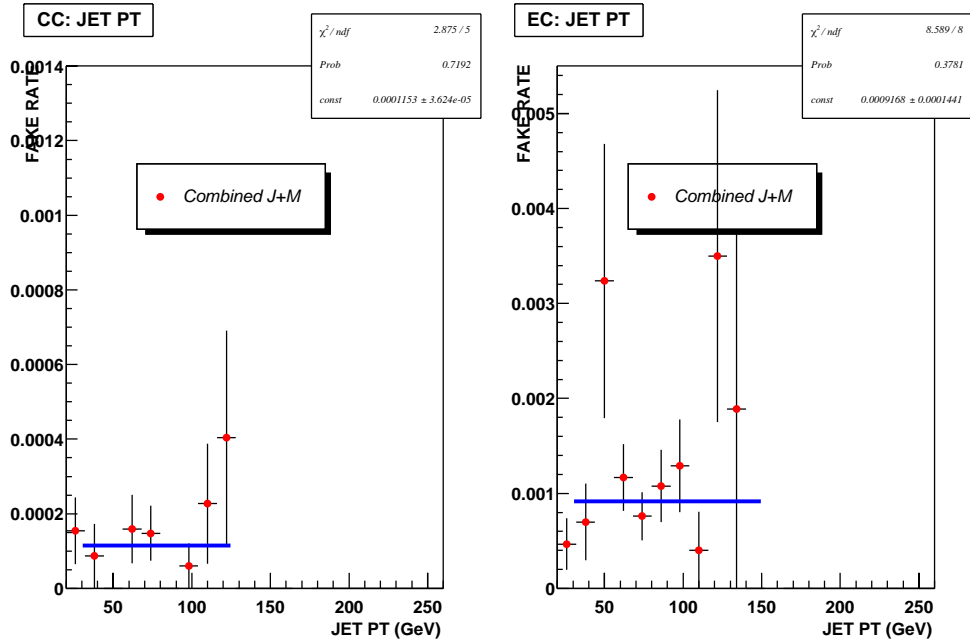 CC: JET PT
χ² / ndf 2.875 / 5
Prob 0.7192
const 0.0001153 ± 3.624e-05
FAKE RATE
0.0014
0.0012
0.001
0.0008
0.0006
0.0004
0.0002
0
Combined J+M
50 100 150 200 250
JET PT (GeV)
EC: JET PT
χ² / ndf 8.589 / 8
Prob 0.3781
const 0.0009168 ± 0.0001441
FAKE RATE
0.005
0.004
0.003
0.002
0.001
0
Combined J+M
50 100 150 200 250
JET PT (GeV)